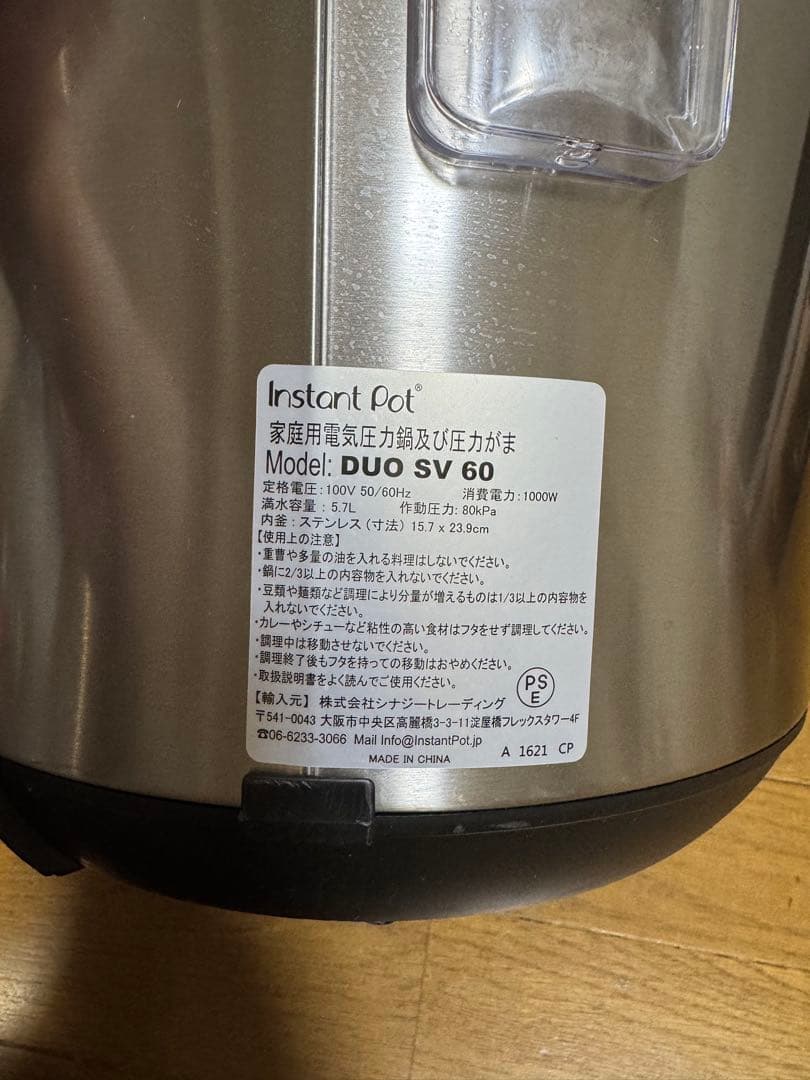 Instant Pot®
家庭用電気圧力鍋及び圧力がま
Model: DUO SV 60
定格電圧:100V 50/60Hz 消費電力:1000W
満水容量:5.7L 作動圧力:80kPa
内釜:ステンレス(寸法) 15.7 x 23.9cm
【使用上の注意】
・重曹や多量の油を入れる料理はしないでください。
・鍋に2/3以上の内容物を入れないでください。
・豆類や麺類など調理により分量が増えるものは1/3以上の内容物を
入れないでください。
・カレーやシチューなど粘性の高い食材はフタをせず調理してください。
・調理中は移動させないでください。
・調理終了後もフタを持っての移動はおやめください。
・取扱説明書をよく読んでご使用ください。
PS
E
【輸入元】 株式会社シナジートレーディング
〒541-0043 大阪市中央区高麗橋3-3-11淀屋橋フレックスタワー4F
☎06-6233-3066 Mail Info@InstantPot.jp
MADE IN CHINA A 1621 CP